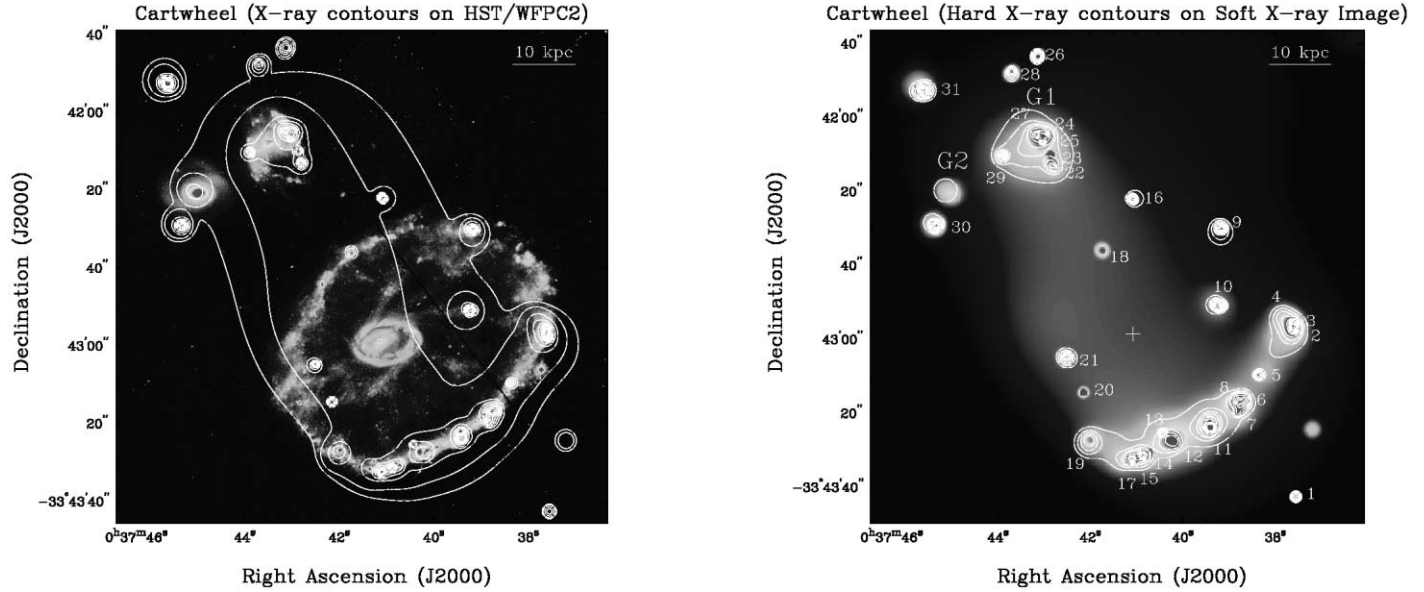 Cartwheel (X-ray contours on HST/WFPC2)
10 kpc
40"
42'00"
20"
40"
43'00"
20"
-33°43'40"
Declination (J2000)
0h37m46s
44s
42s
40s
38s
Right Ascension (J2000)
Cartwheel (Hard X-ray contours on Soft X-ray Image)
10 kpc
40"
42'00"
20"
40"
43'00"
20"
-33°43'40"
Declination (J2000)
26
28
31
G1
27
24
25
23
22
G2
29
16
30
9
18
10
4
3
2
21
5
20
8
6
7
13
11
12
19
14
17
15
1
0h37m46s
44s
42s
40s
38s
Right Ascension (J2000)